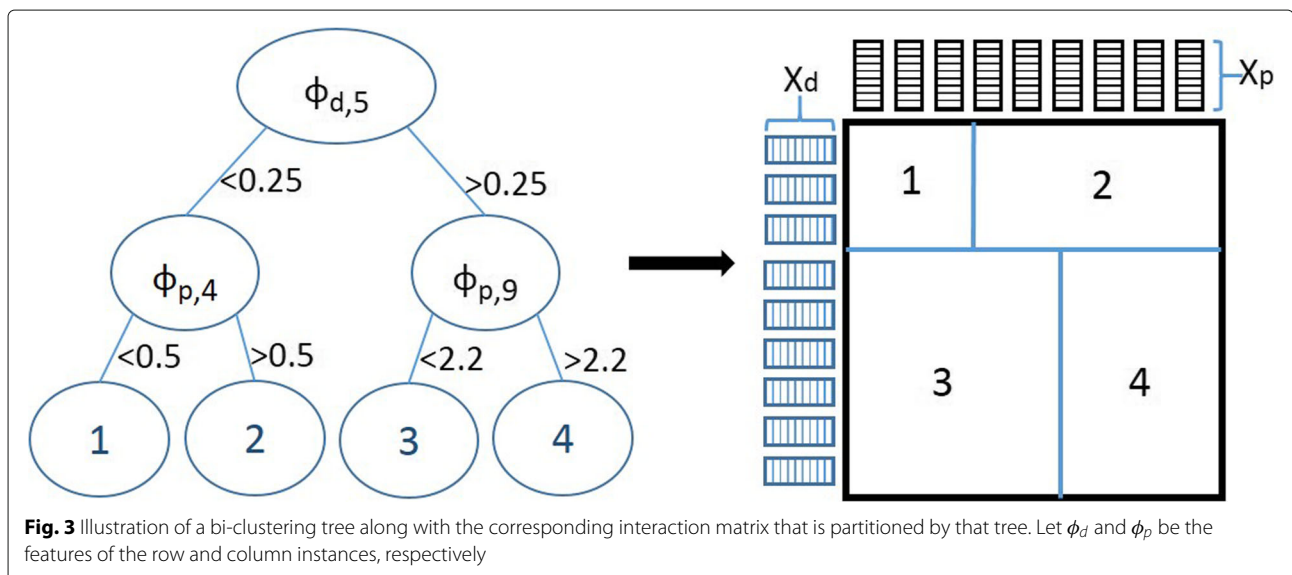 ϕd,5
<0.25
>0.25
ϕp,4
ϕp,9
<0.5
>0.5
<2.2
>2.2
1
2
3
4
Xd
Xp
1
2
3
4
Fig. 3 Illustration of a bi-clustering tree along with the corresponding interaction matrix that is partitioned by that tree. Let ϕd and ϕp be the
features of the row and column instances, respectively